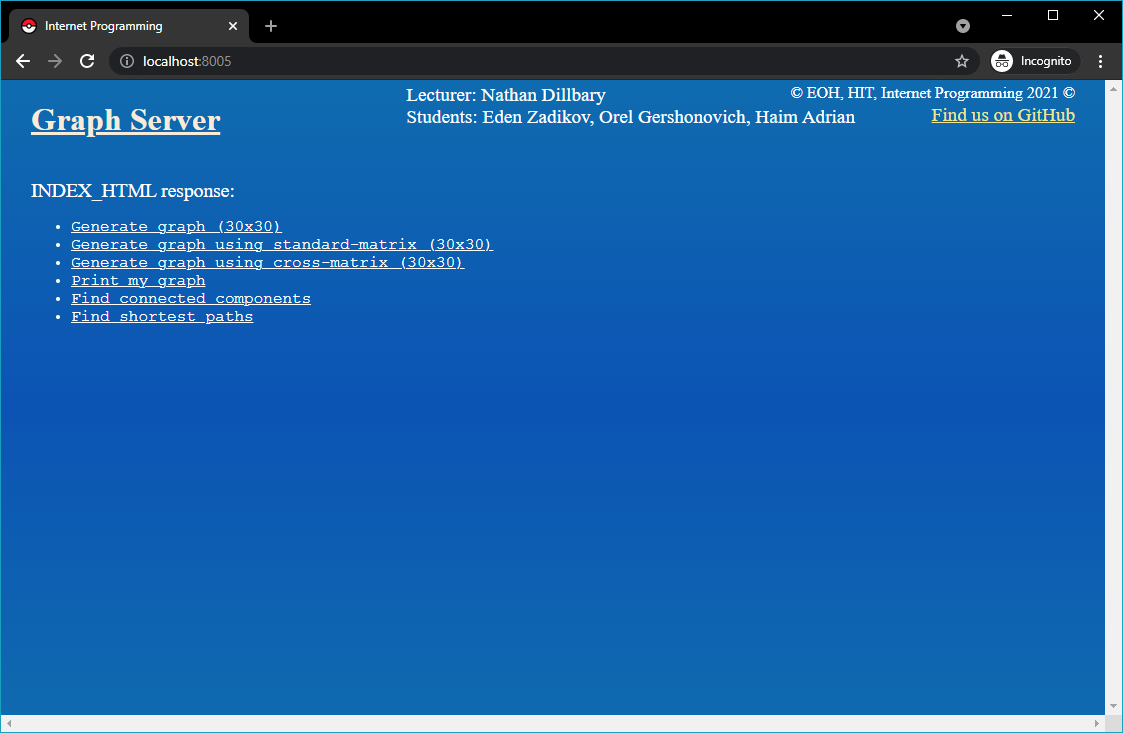 Internet Programming
localhost:8005
Incognito
Graph Server
Lecturer: Nathan Dillbary
Students: Eden Zadikov, Orel Gershonovich, Haim Adrian
© EOH, HIT, Internet Programming 2021 ©
Find us on GitHub
INDEX_HTML response:
• Generate graph (30x30)
• Generate graph using standard-matrix (30x30)
• Generate graph using cross-matrix (30x30)
• Print my graph
• Find connected components
• Find shortest paths